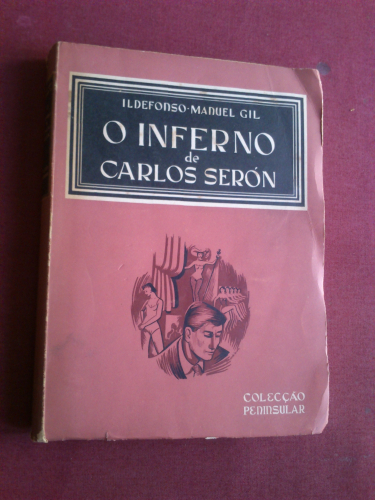 ILDEFONSO-MANUEL GIL
O INFERNO
de
CARLOS SERÓN
COLECÇÃO
PENINSULAR